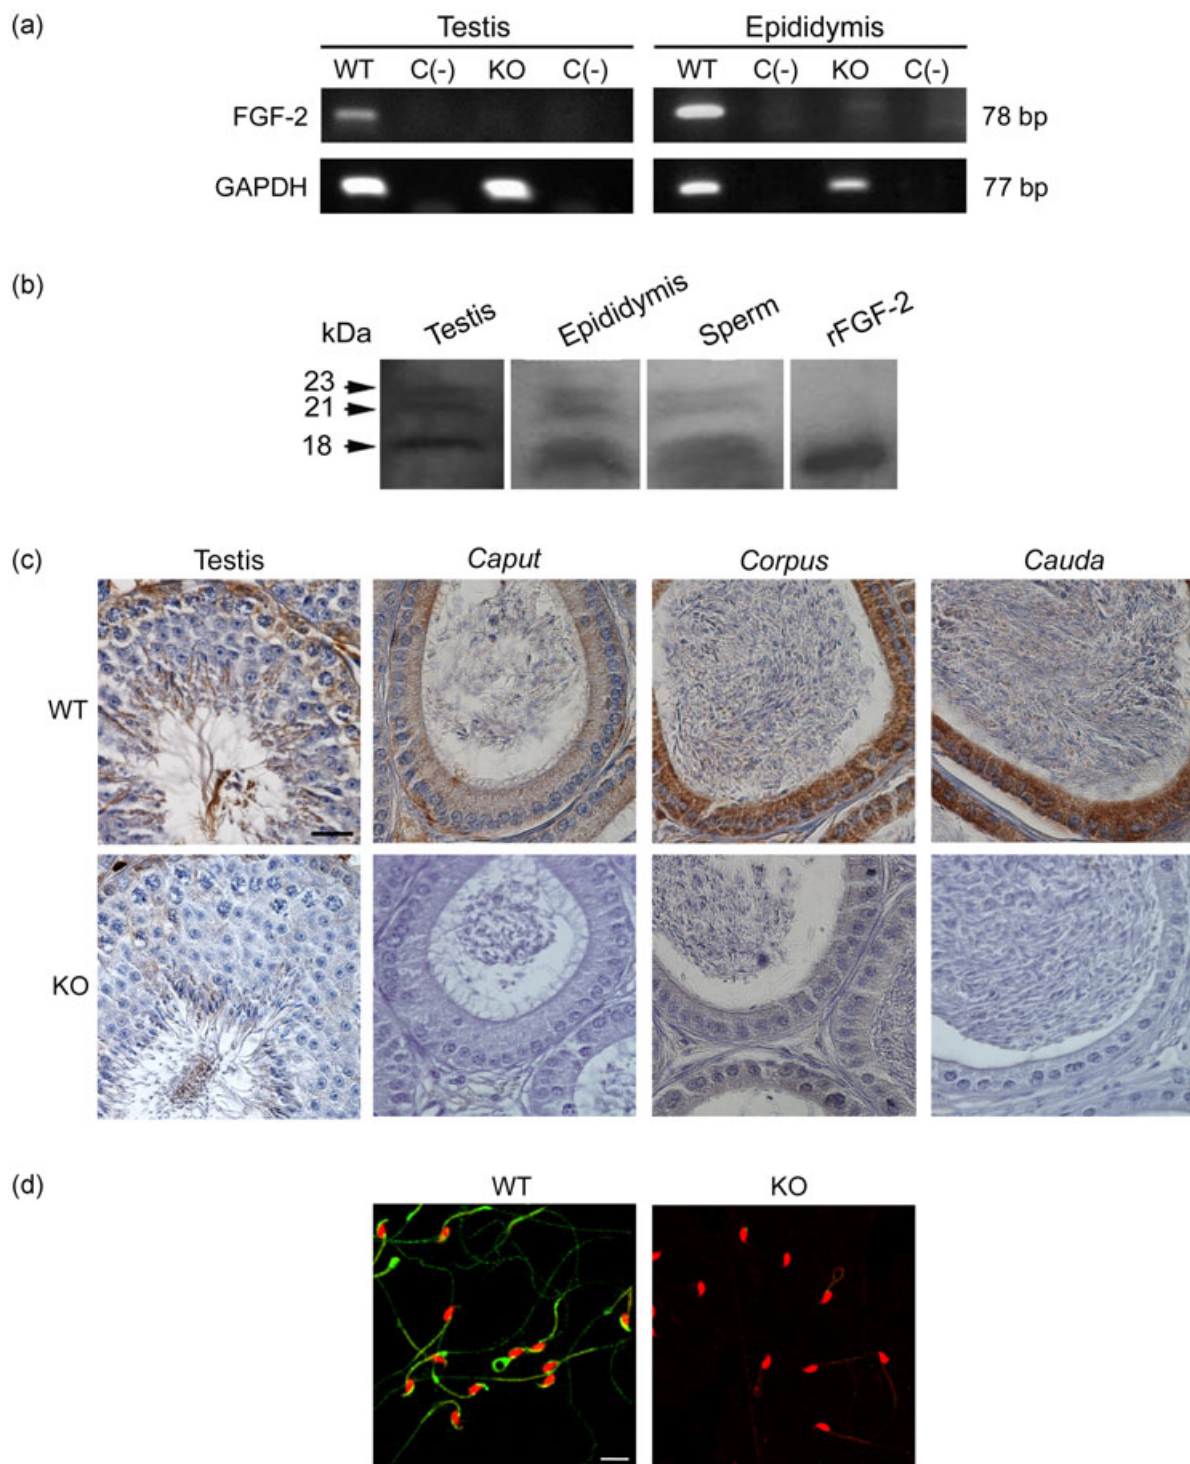 (a)
Testis Epididymis
WT C(-) KO C(-) WT C(-) KO C(-)
FGF-2 78 bp
GAPDH 77 bp
(b)
kDa Testis Epididymis Sperm rFGF-2
23
21
18
(c)
Testis Caput Corpus Cauda
WT
KO
(d)
WT KO